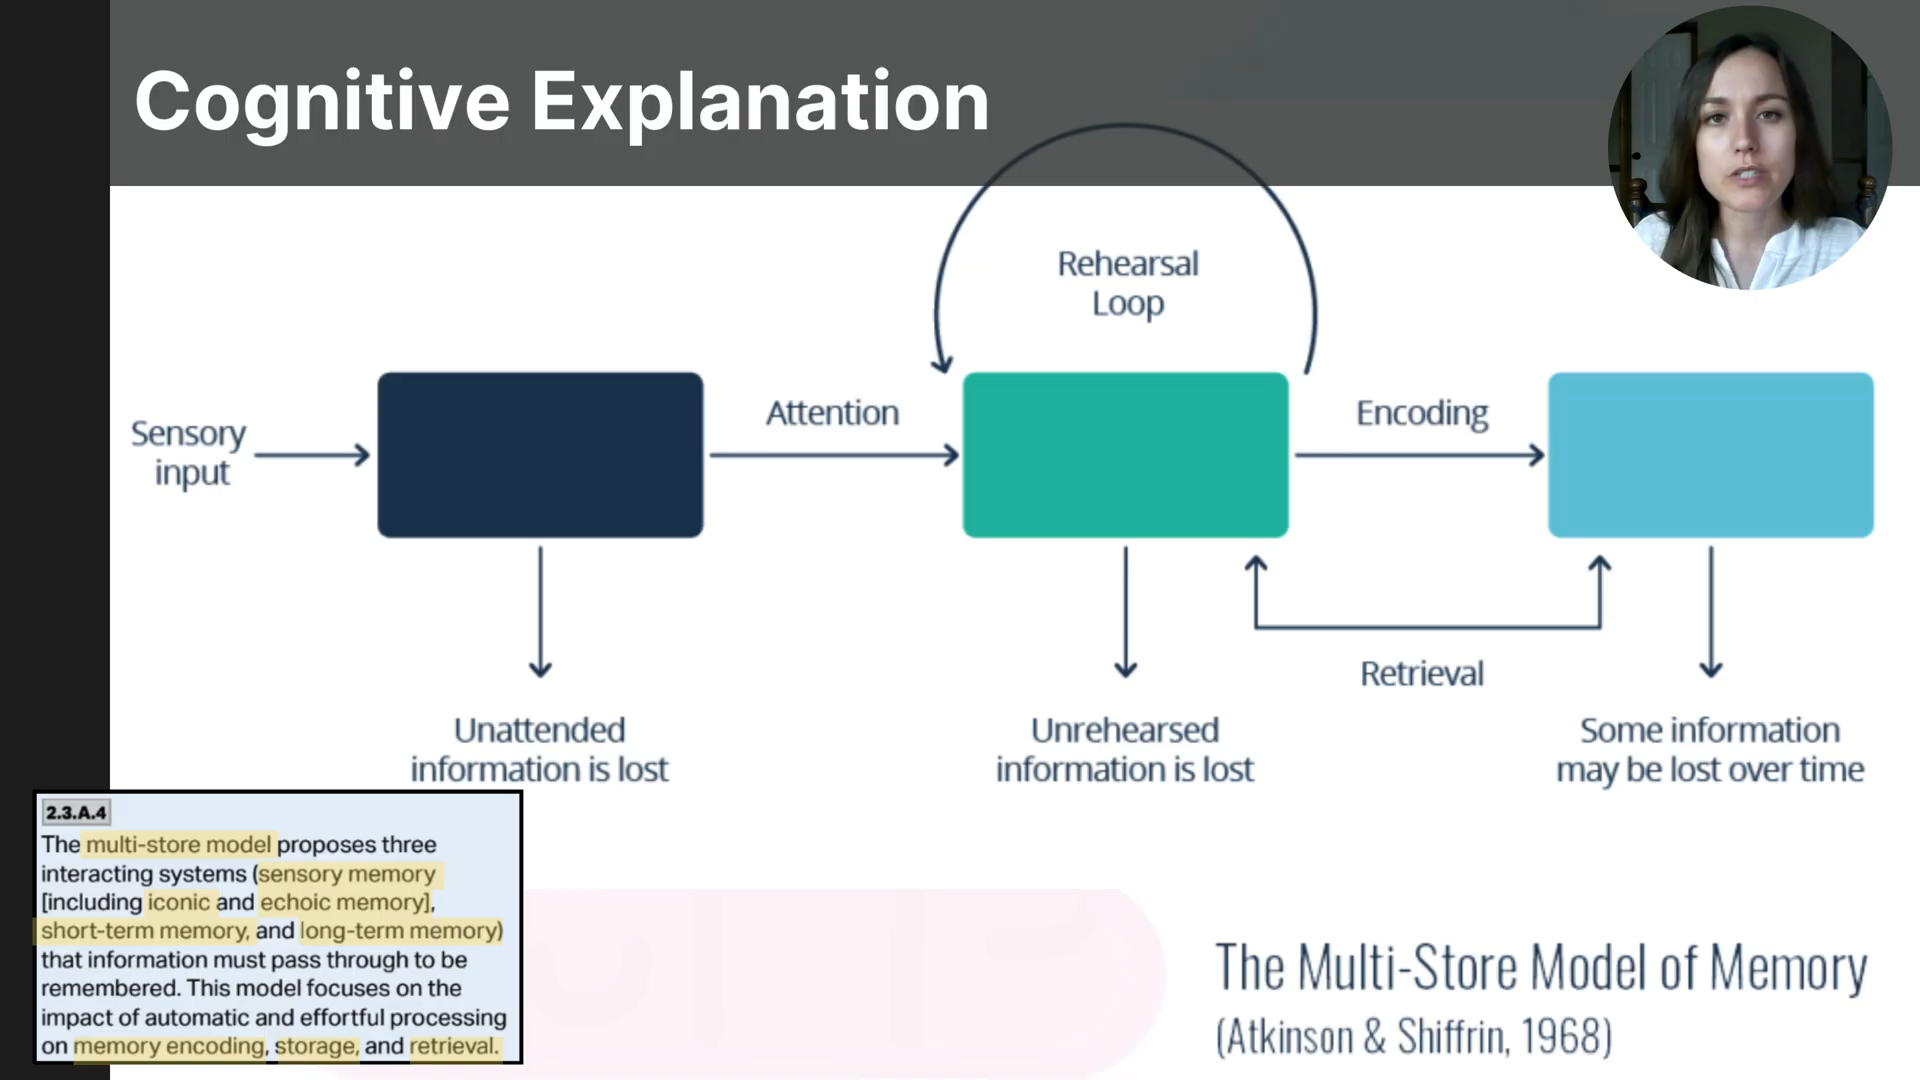 Cognitive Explanation
Rehearsal
Loop
Sensory
input
Attention
Encoding
Retrieval
Unattended
information is lost
Unrehearsed
information is lost
Some information
may be lost over time
2.3.A.4
The multi-store model proposes three
interacting systems (sensory memory
[including iconic and echoic memory],
short-term memory, and long-term memory)
that information must pass through to be
remembered. This model focuses on the
impact of automatic and effortful processing
on memory encoding, storage, and retrieval.
The Multi-Store Model of Memory
(Atkinson & Shiffrin, 1968)